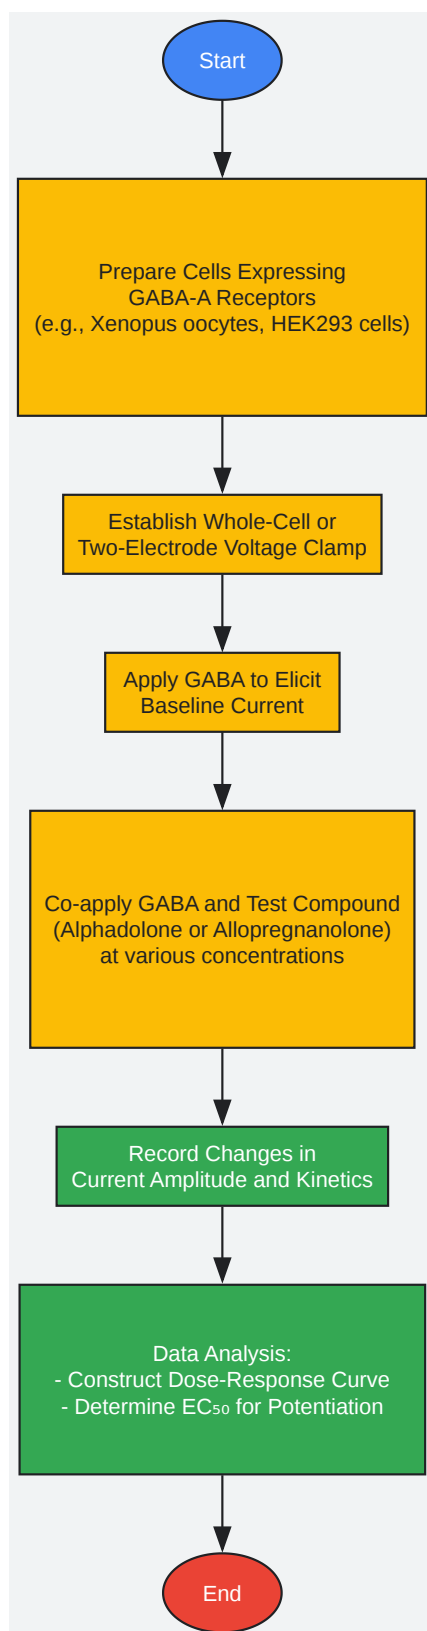 Start
Prepare Cells Expressing
GABA-A Receptors
(e.g., Xenopus oocytes, HEK293 cells)
Establish Whole-Cell or
Two-Electrode Voltage Clamp
Apply GABA to Elicit
Baseline Current
Co-apply GABA and Test Compound
(Alphadolone or Allopregnanolone)
at various concentrations
Record Changes in
Current Amplitude and Kinetics
Data Analysis:
- Construct Dose-Response Curve
- Determine EC₅₀ for Potentiation
End